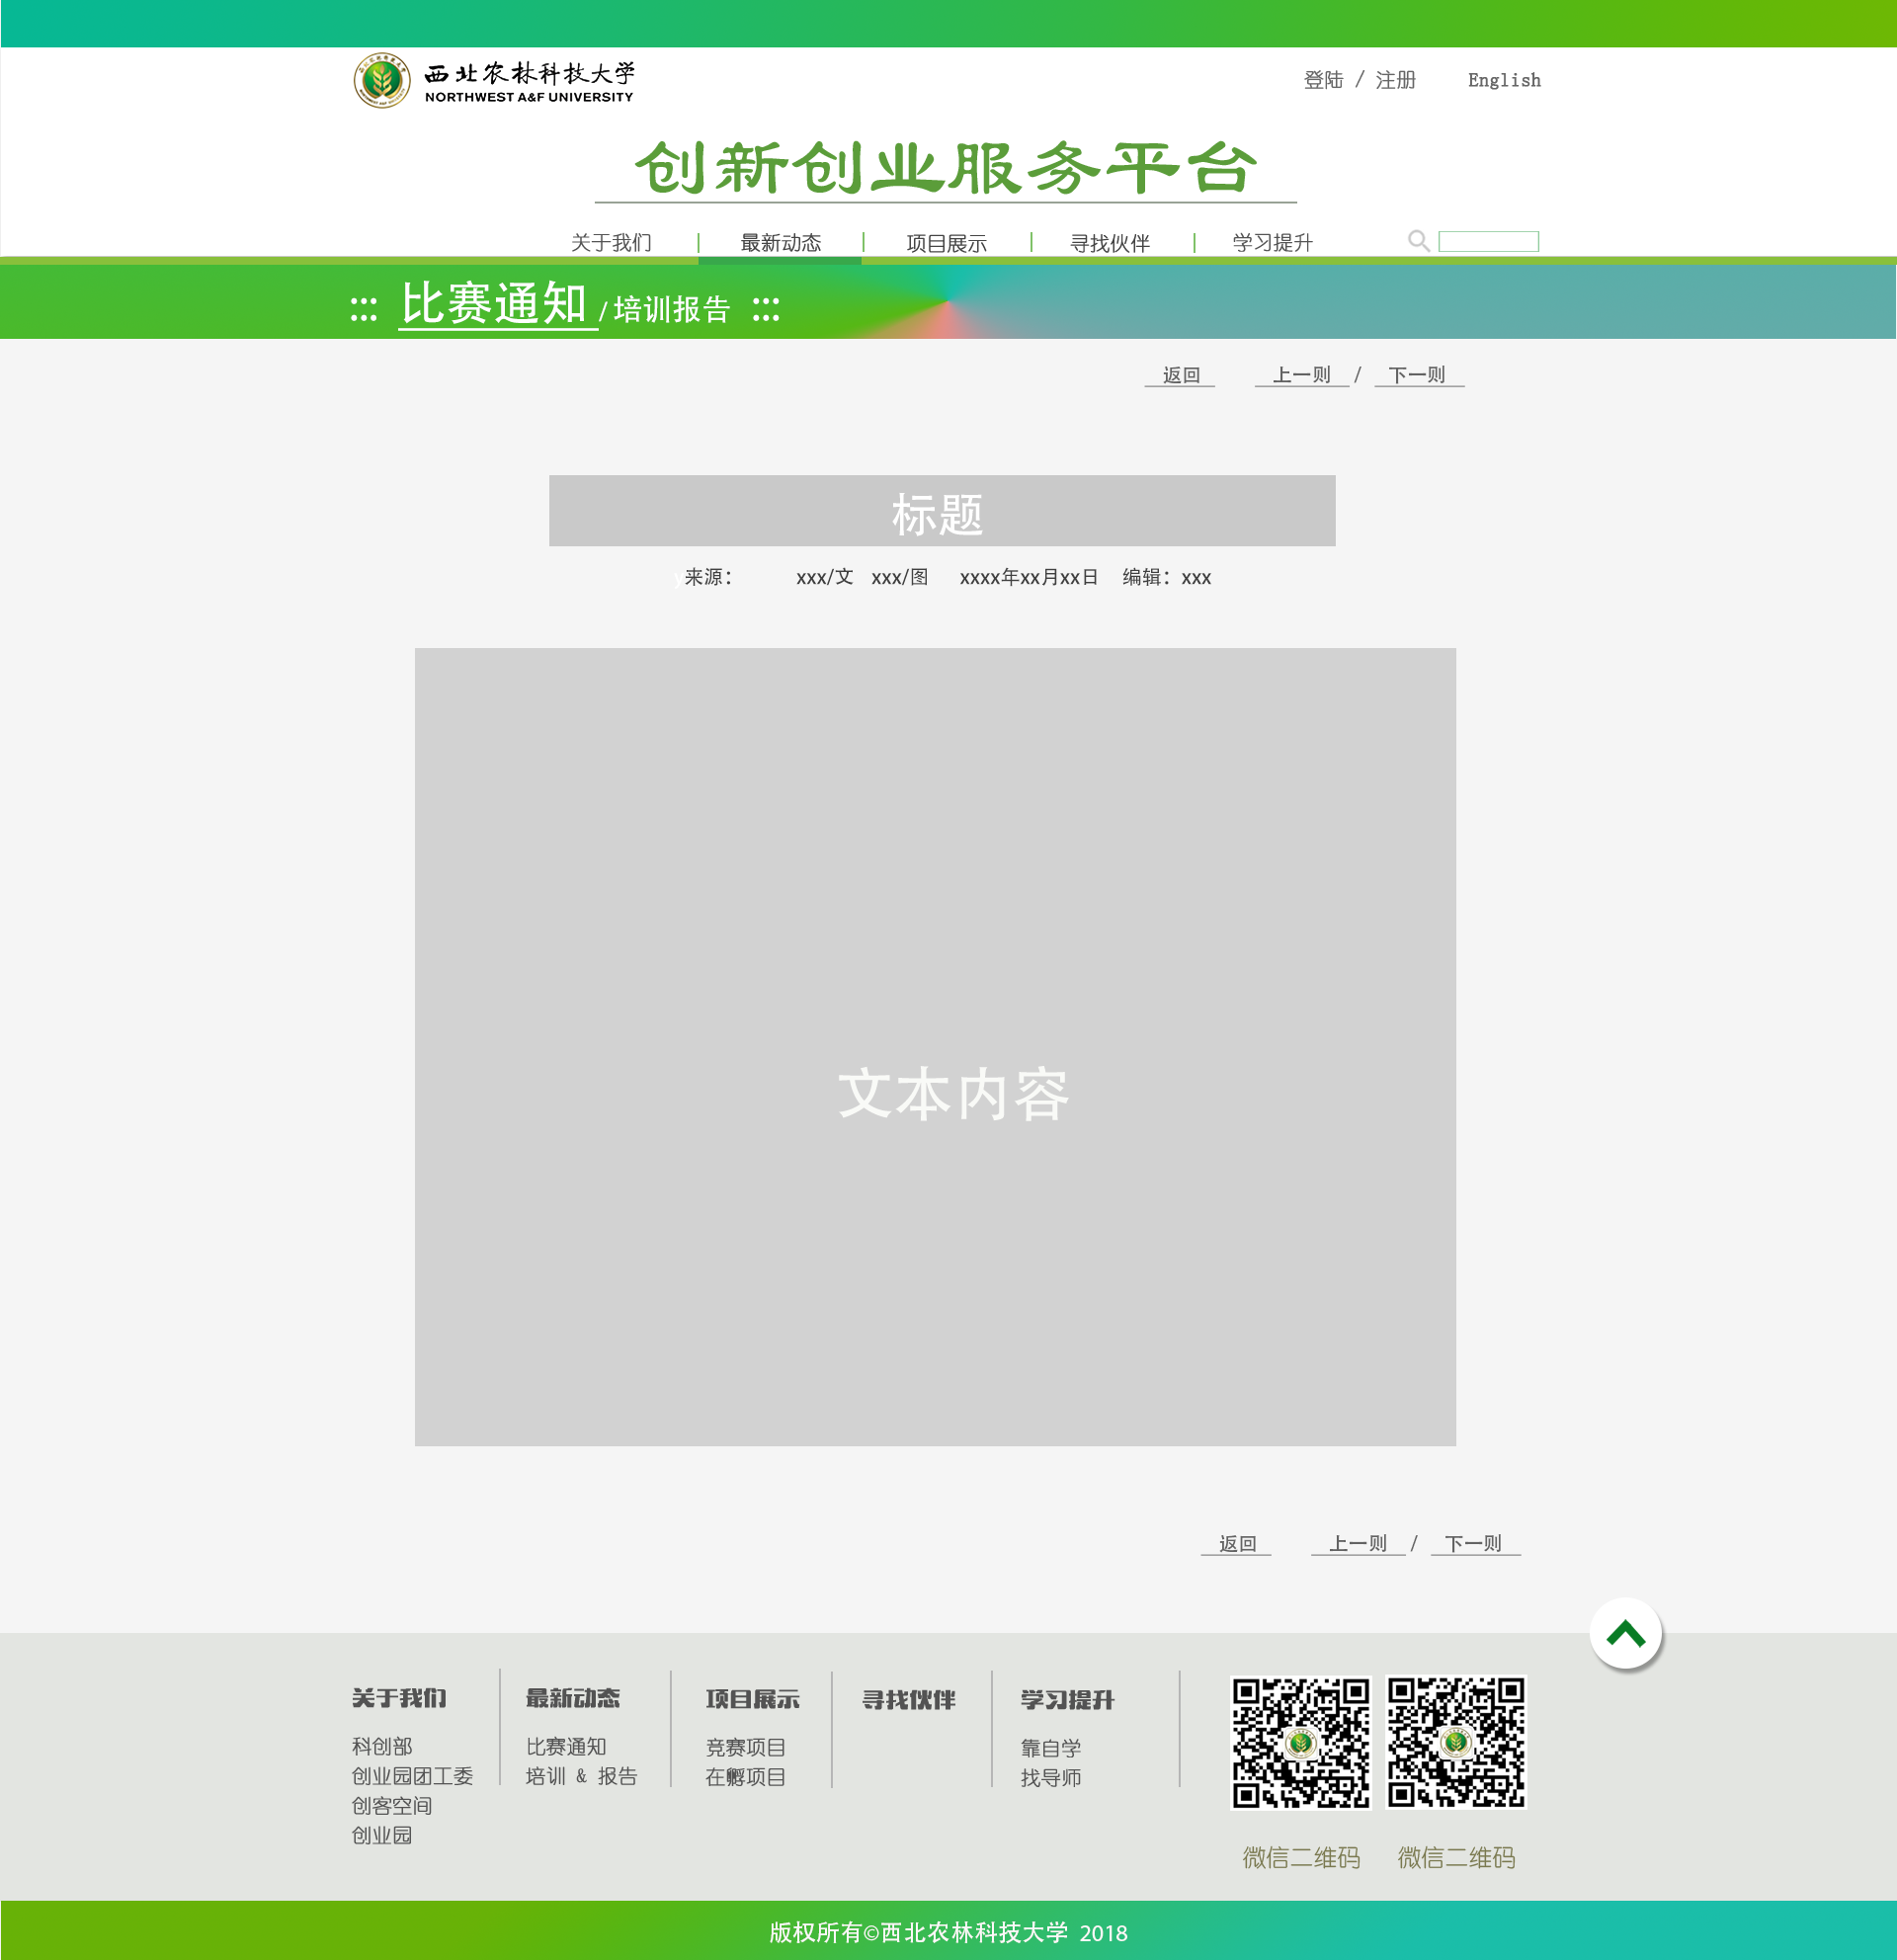 西北农林科技大学
NORTHWEST A&F UNIVERSITY
登陆 / 注册 English
创新创业服务平台
关于我们 最新动态 项目展示 寻找伙伴 学习提升
比赛通知 / 培训报告
返回 上一则 / 下一则
标题
来源： xxx/文 xxx/图 xxxx年xx月xx日 编辑：xxx
文本内容
返回 上一则 / 下一则
关于我们 最新动态 项目展示 寻找伙伴 学习提升
科创部 比赛通知 竞赛项目 靠自学
创业园团工委 培训 & 报告 在孵项目 找导师
创客空间
创业园
微信二维码 微信二维码
版权所有©西北农林科技大学 2018